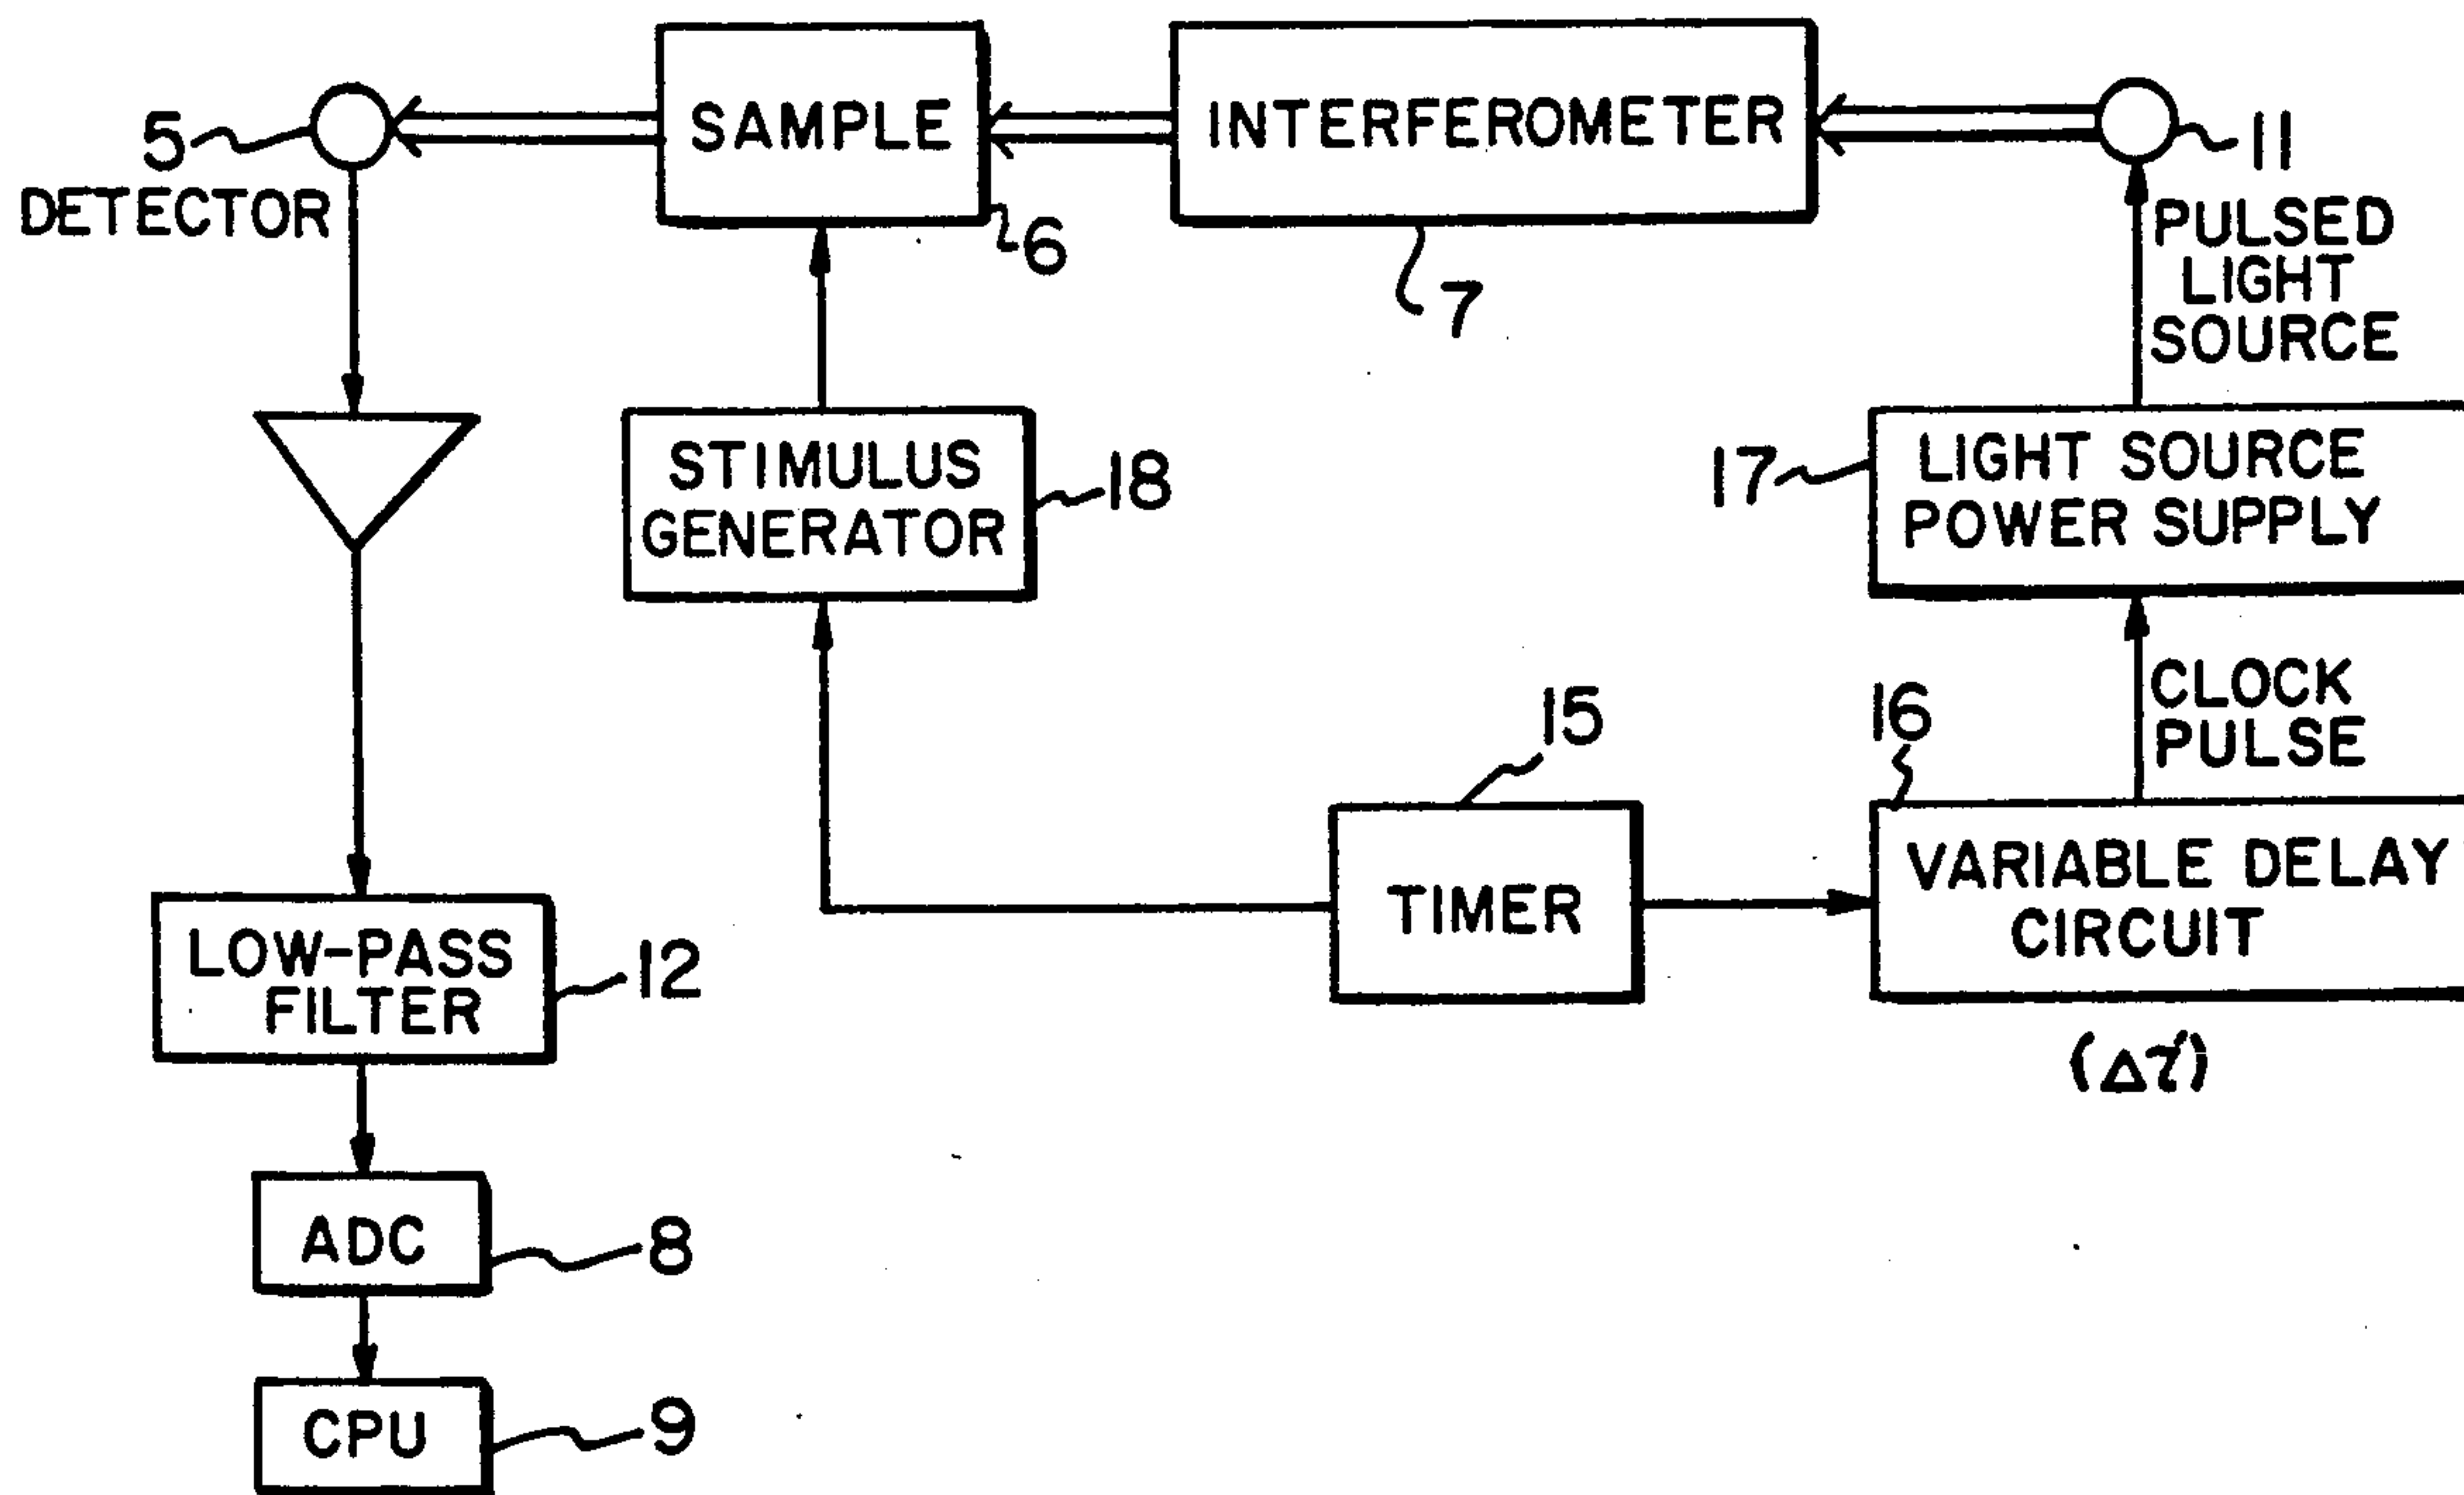 5
DETECTOR
SAMPLE
6
INTERFEROMETER
7
11
PULSED
LIGHT
SOURCE
STIMULUS
GENERATOR
18
17
LIGHT SOURCE
POWER SUPPLY
CLOCK
PULSE
15
16
TIMER
VARIABLE DELAY
CIRCUIT
(Δτ)
LOW-PASS
FILTER
12
ADC
8
CPU
9